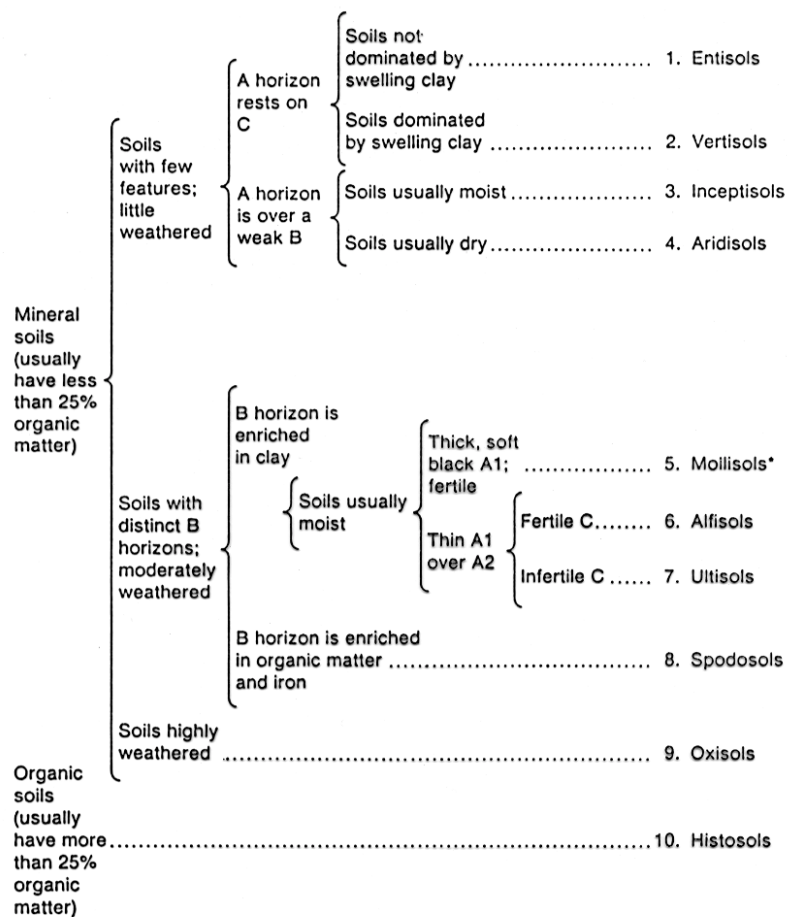 Soils not
dominated by .............................. 1. Entisols
swelling clay
A horizon
rests on
C
Soils dominated
by swelling clay ........................ 2. Vertisols
Soils
with few
features;
little
weathered
A horizon
is over a
weak B
Soils usually moist ..................... 3. Inceptisols
Soils usually dry ........................ 4. Aridisols
Mineral
soils
(usually
have less
than 25%
organic
matter)
B horizon is
enriched
in clay
Thick, soft
black A1; .................. 5. Mollisols*
fertile
Soils usually
moist
Soils with
distinct B
horizons;
moderately
weathered
Thin A1
over A2
Fertile C........ 6. Alfisols
Infertile C ...... 7. Ultisols
B horizon is enriched
in organic matter ....................................... 8. Spodosols
and iron
Soils highly
weathered ................................................................ 9. Oxisols
Organic
soils
(usually
have more................................................................................10. Histosols
than 25%
organic
matter)